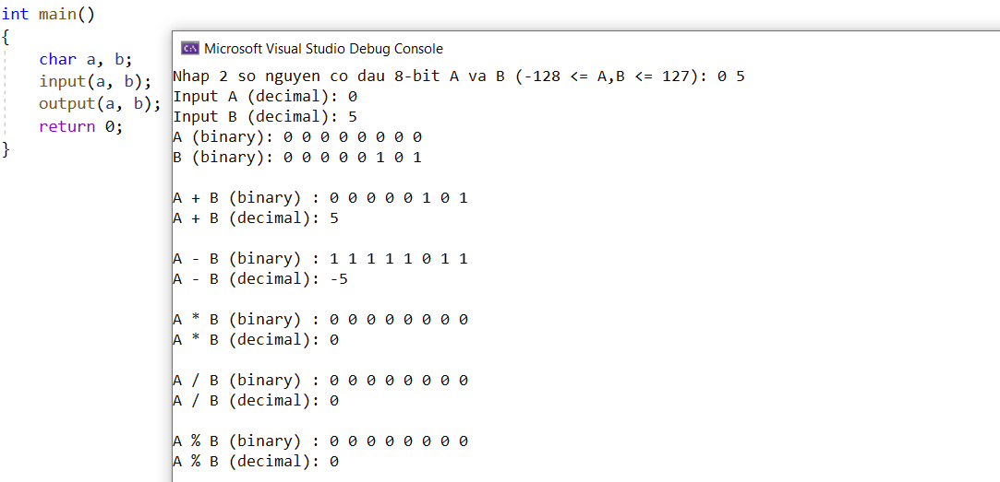 int main()
{
char a, b;
input(a, b);
output(a, b);
return 0;
}
C:\ Microsoft Visual Studio Debug Console
Nhap 2 so nguyen co dau 8-bit A va B (-128 <= A,B <= 127): 0 5
Input A (decimal): 0
Input B (decimal): 5
A (binary): 0 0 0 0 0 0 0 0
B (binary): 0 0 0 0 0 1 0 1
A + B (binary) : 0 0 0 0 0 1 0 1
A + B (decimal): 5
A - B (binary) : 1 1 1 1 1 0 1 1
A - B (decimal): -5
A * B (binary) : 0 0 0 0 0 0 0 0
A * B (decimal): 0
A / B (binary) : 0 0 0 0 0 0 0 0
A / B (decimal): 0
A % B (binary) : 0 0 0 0 0 0 0 0
A % B (decimal): 0